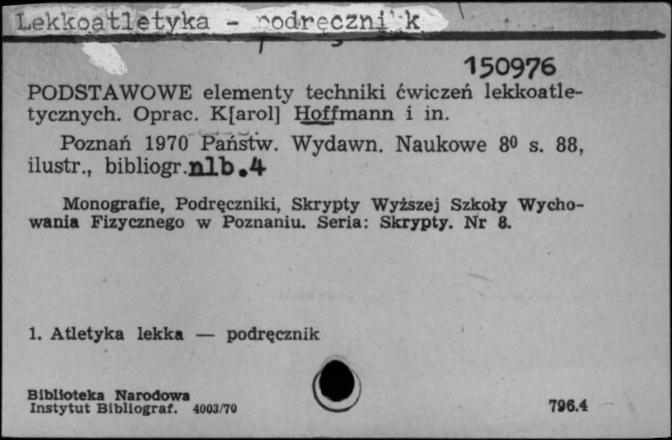 Lekkoatletyka - podręcznik
150976
PODSTAWOWE elementy techniki ćwiczeń lekkoatle-
tycznych. Oprac. K[arol] Hoffmann i in.
Poznań 1970 Państw. Wydawn. Naukowe 8⁰ s. 88,
ilustr., bibliogr. nlb.4
Monografie, Podręczniki, Skrypty Wyższej Szkoły Wycho-
wania Fizycznego w Poznaniu. Seria: Skrypty. Nr 8.
1. Atletyka lekka — podręcznik
Biblioteka Narodowa
Instytut Bibliograf. 4003/70
796.4